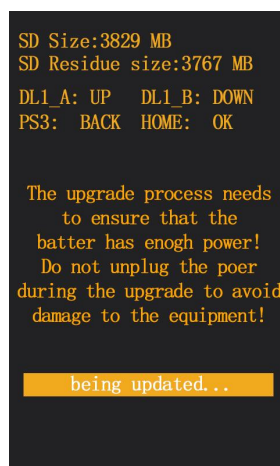 SD Size:3829 MB
SD Residue size:3767 MB
DL1_A: UP DL1_B: DOWN
PS3: BACK HOME: OK
The upgrade process needs
to ensure that the
batter has enogh power!
Do not unplug the poer
during the upgrade to avoid
damage to the equipment!
being updated...